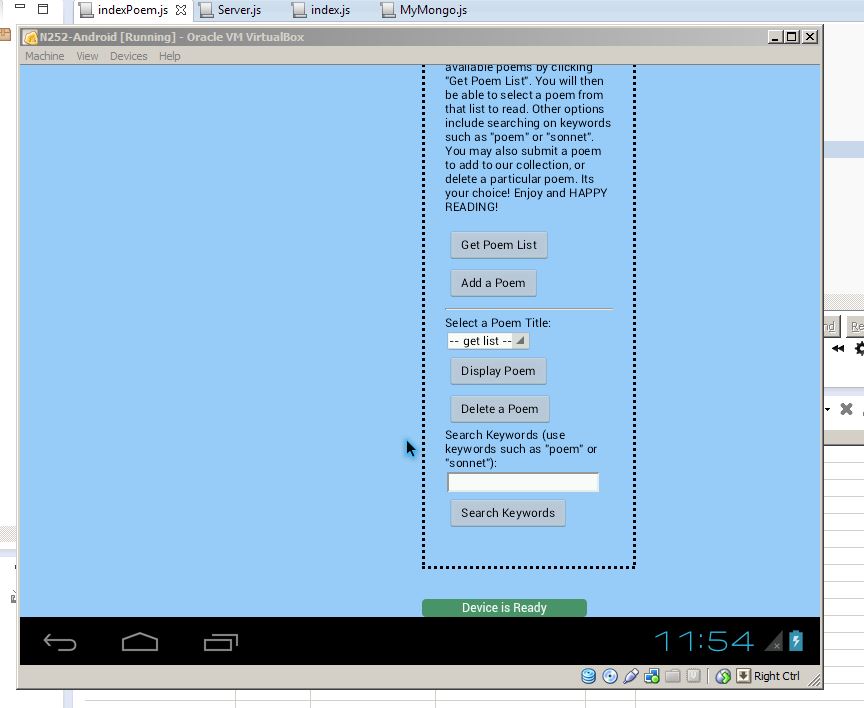 indexPoem.js Server.js index.js MyMongo.js
N252-Android [Running] - Oracle VM VirtualBox
Machine View Devices Help
available poems by clicking
"Get Poem List". You will then
be able to select a poem from
that list to read. Other options
include searching on keywords
such as "poem" or "sonnet".
You may also submit a poem
to add to our collection, or
delete a particular poem. Its
your choice! Enjoy and HAPPY
READING!
Get Poem List
Add a Poem
Select a Poem Title:
-- get list --
Display Poem
Delete a Poem
Search Keywords (use
keywords such as "poem" or
"sonnet"):
Search Keywords
Device is Ready
11:54
Right Ctrl